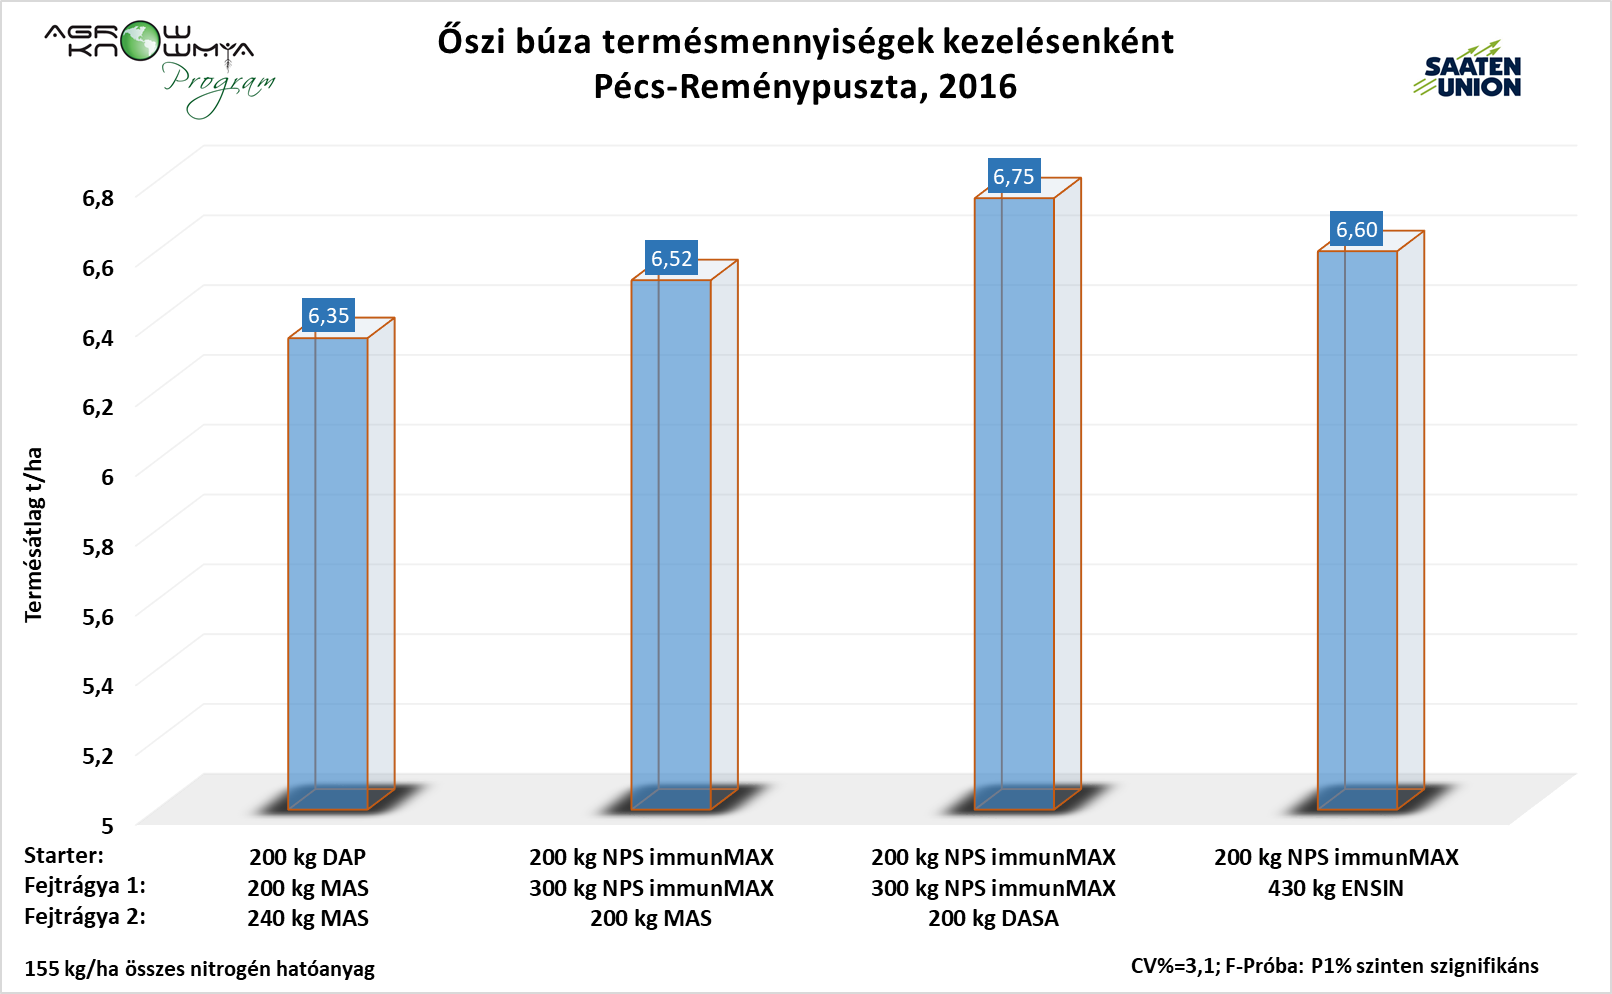 AGROW
KNOWMYA
Program
Őszi búza termésmennyiségek kezelésenként
Pécs-Reménypuszta, 2016
SAATEN
UNION
Termésátlag t/ha
6,8
6,6
6,4
6,2
6
5,8
5,6
5,4
5,2
5
6,35
6,52
6,75
6,60
Starter: 200 kg DAP 200 kg NPS immunMAX 200 kg NPS immunMAX 200 kg NPS immunMAX
Fejtrágya 1: 200 kg MAS 300 kg NPS immunMAX 300 kg NPS immunMAX 430 kg ENSIN
Fejtrágya 2: 240 kg MAS 200 kg MAS 200 kg DASA
155 kg/ha összes nitrogén hatóanyag
CV%=3,1; F-Próba: P1% szinten szignifikáns